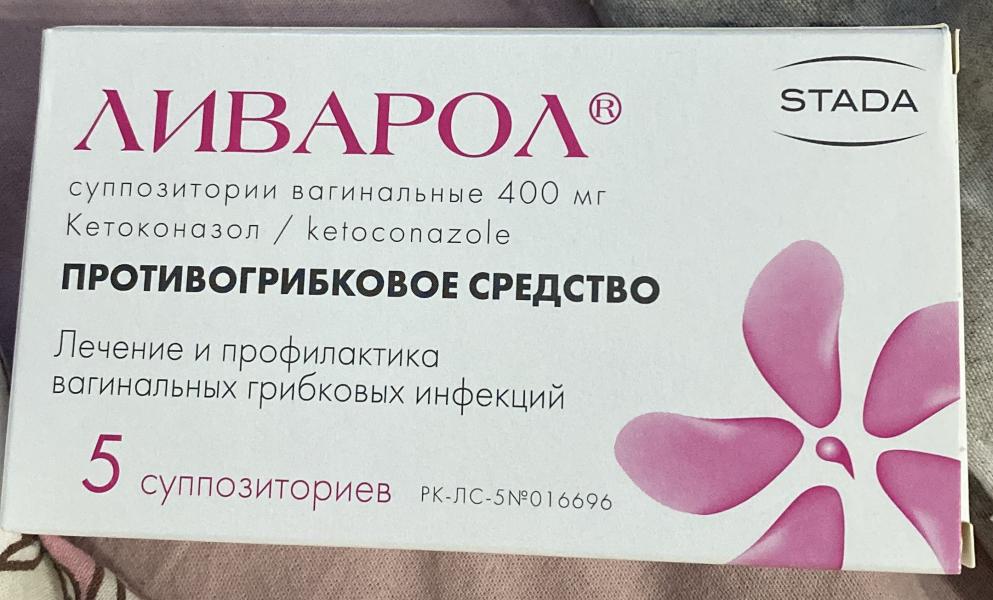 ЛИВАРОЛ®
STADA
суппозитории вагинальные 400 мг
Кетоконазол / ketoconazole
ПРОТИВОГРИБКОВОЕ СРЕДСТВО
Лечение и профилактика
вагинальных грибковых инфекций
5 суппозиториев
РК-ЛС-5№016696